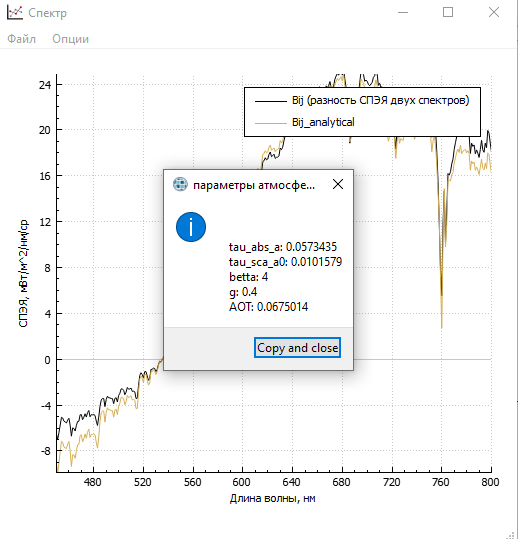 Спектр
Файл Опции
24
20
16
12
8
4
0
-4
-8
СПЭЯ, мВт/м^2/нм/ср
Bij (разность СПЭЯ двух спектров)
Bij_analytical
параметры атмосфе...
tau_abs_a: 0.0573435
tau_sca_a0: 0.0101579
betta: 4
g: 0.4
AOT: 0.0675014
Copy and close
480 520 560 600 640 680 720 760 800
Длина волны, нм